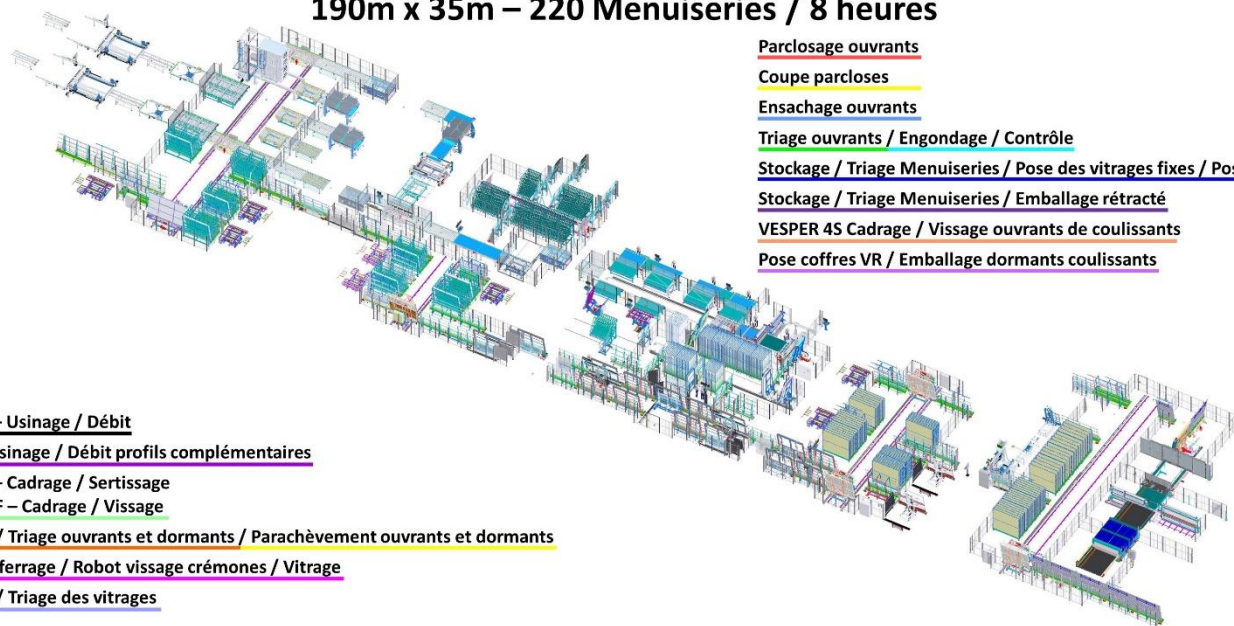 190m x 35m – 220 Menuiseries / 8 heures
Parclosage ouvrants
Coupe parcloses
Ensachage ouvrants
Triage ouvrants / Engondage / Contrôle
Stockage / Triage Menuiseries / Pose des vitrages fixes / Pos
Stockage / Triage Menuiseries / Emballage rétracté
VESPER 4S Cadrage / Vissage ouvrants de coulissants
Pose coffres VR / Emballage dormants coulissants
- Usinage / Débit
sinage / Débit profils complémentaires
– Cadrage / Sertissage
F – Cadrage / Vissage
/ Triage ouvrants et dormants / Parachèvement ouvrants et dormants
ferrage / Robot vissage crémones / Vitrage
/ Triage des vitrages